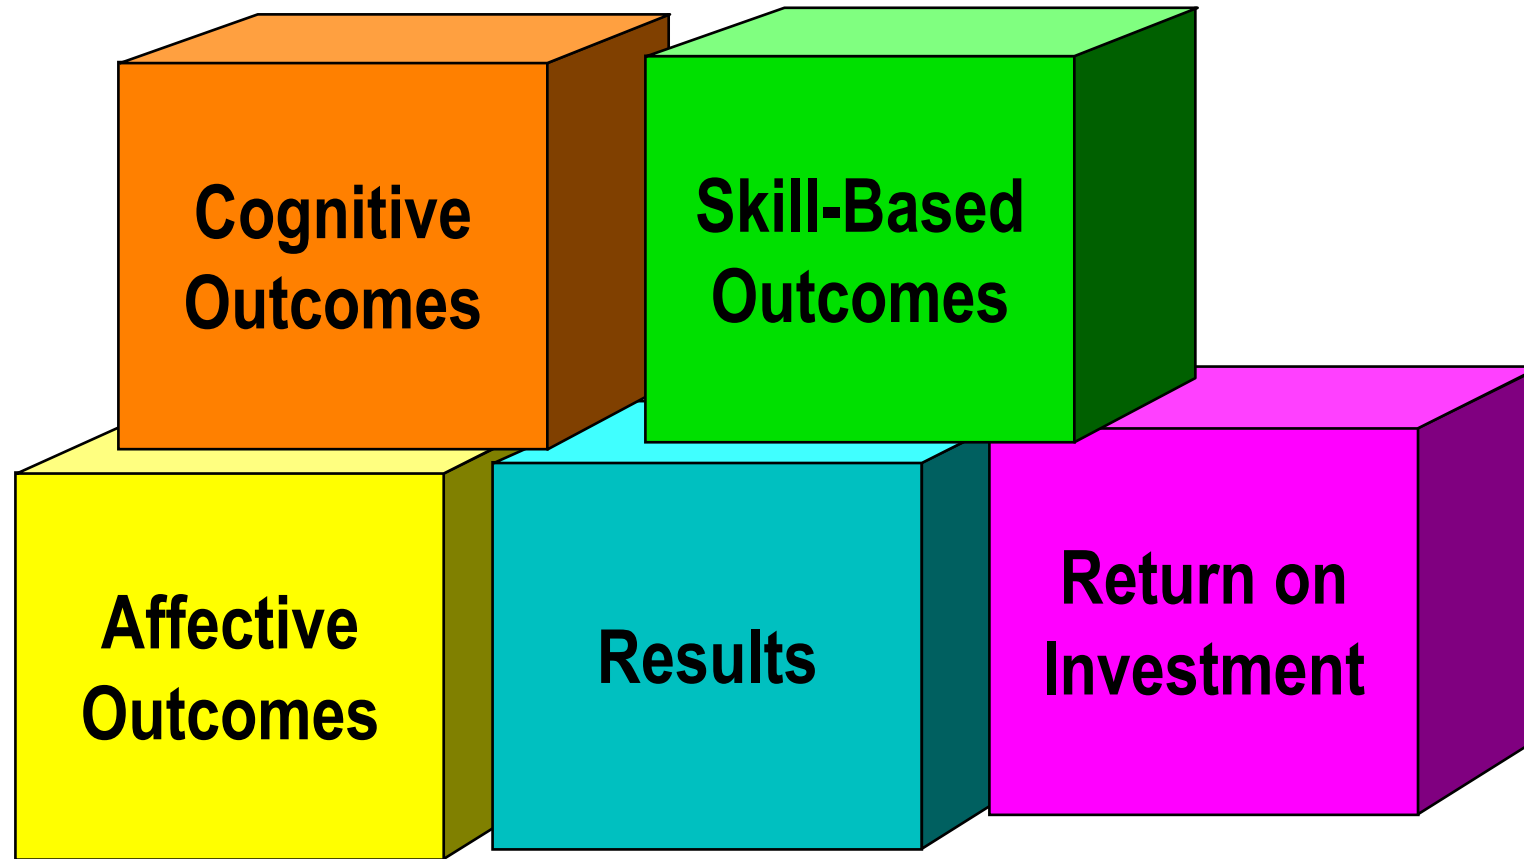 Cognitive
Outcomes
Skill-Based
Outcomes
Affective
Outcomes
Results
Return on
Investment